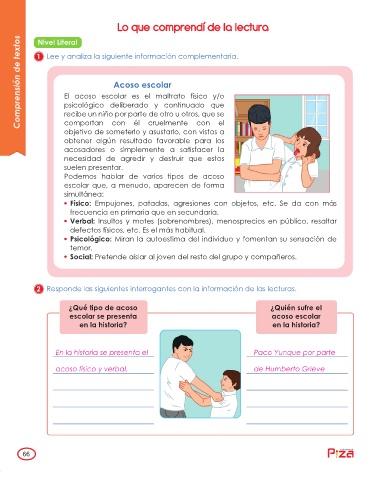 Lo que comprendí de la lectura
Comprensión de textos
Nivel Literal
1 Lee y analiza la siguiente información complementaria.
Acoso escolar
El acoso escolar es el maltrato físico y/o
psicológico deliberado y continuado que
recibe un niño por parte de otro u otros, que se
comportan con él cruelmente con el
objetivo de someterlo y asustarlo, con vistas a
obtener algún resultado favorable para los
acosadores o simplemente a satisfacer la
necesidad de agredir y destruir que estos
suelen presentar.
Podemos hablar de varios tipos de acoso
escolar que, a menudo, aparecen de forma
simultánea:
• Físico: Empujones, patadas, agresiones con objetos, etc. Se da con más
frecuencia en primaria que en secundaria.
• Verbal: Insultos y motes (sobrenombres), menosprecios en público, resaltar
defectos físicos, etc. Es el más habitual.
• Psicológico: Miran la autoestima del individuo y fomentan su sensación de
temor.
• Social: Pretende aislar al joven del resto del grupo y compañeros.
2 Responde las siguientes interrogantes con la información de las lecturas.
¿Qué tipo de acoso
escolar se presenta
en la historia?
En la historia se presenta el
acoso físico y verbal.
¿Quién sufre el
acoso escolar
en la historia?
Paco Yunque por parte
de Humberto Grieve
66
Piza